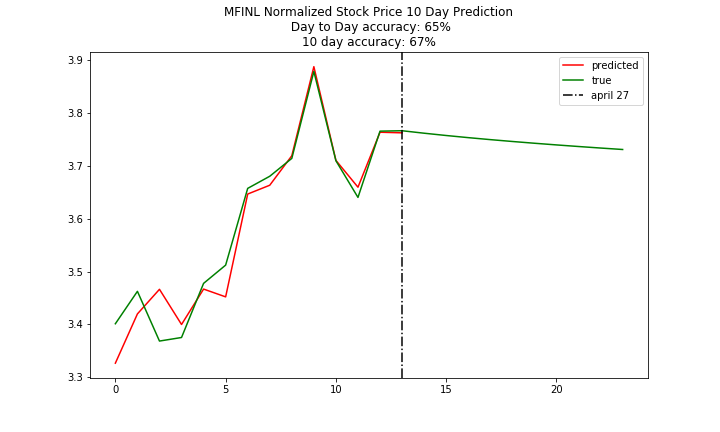 MFINL Normalized Stock Price 10 Day Prediction
Day to Day accuracy: 65%
10 day accuracy: 67%
predicted
true
april 27
3.9
3.8
3.7
3.6
3.5
3.4
3.3
0 5 10 15 20